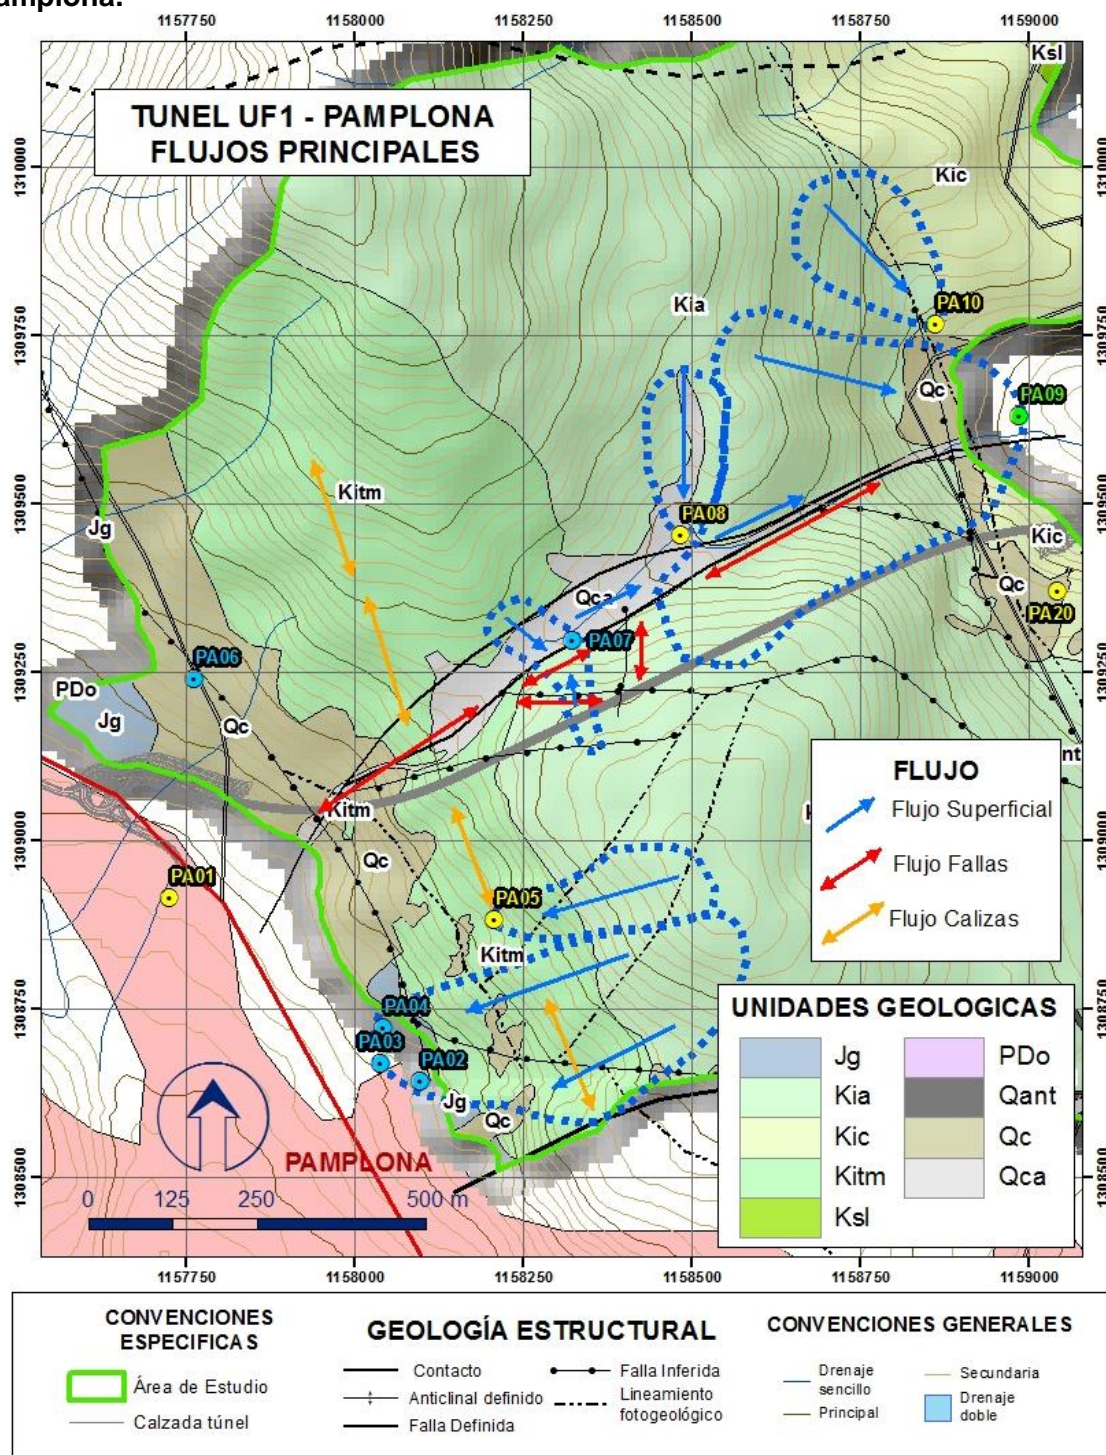 amplona.
1157750 1158000 1158250 1158500 1158750 1159000
TUNEL UF1 - PAMPLONA
FLUJOS PRINCIPALES
Ksl
1310000
1310000
Kic
Kia
PA10
1309750
1309750
Qc
PA09
Kitm
1309500
1309500
PA08
Jg
Kic
Qca
Qc
PA20
PA07
PA06
1309250
1309250
PDo
Jg
Qc
nt
FLUJO
Flujo Superficial
Flujo Fallas
Flujo Calizas
Kitm
K
1309000
1309000
Qc
PA01
PA05
Kitm
1308750
1308750
PA04
PA03
PA02
Jg
Qc
UNIDADES GEOLOGICAS
Jg PDo
Kia Qant
Kic Qc
Kitm Qca
Ksl
PAMPLONA
1308500
1308500
0 125 250 500 m
1157750 1158000 1158250 1158500 1158750 1159000
CONVENCIONES
ESPECIFICAS
Área de Estudio
Calzada túnel
GEOLOGÍA ESTRUCTURAL
Contacto
Anticlinal definido
Falla Definida
Falla Inferida
Lineamiento
fotogeológico
CONVENCIONES GENERALES
Drenaje
sencillo
Principal
Secundaria
Drenaje
doble